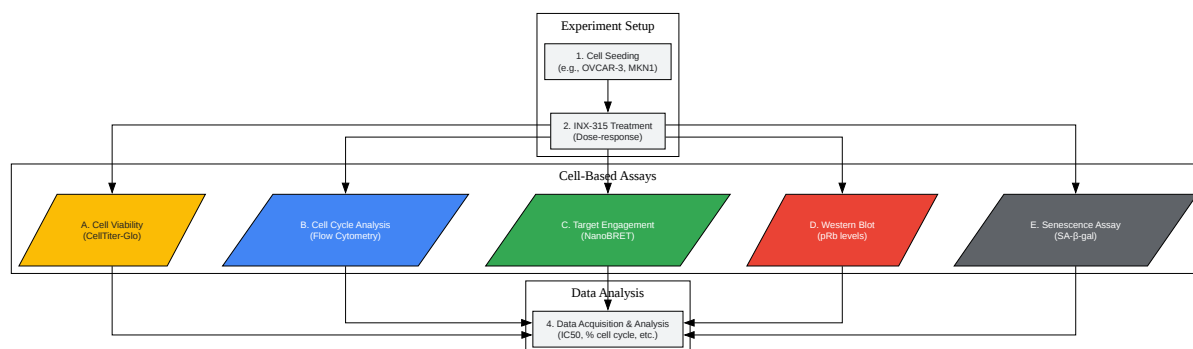 Experiment Setup
1. Cell Seeding
(e.g., OVCAR-3, MKN1)
2. INX-315 Treatment
(Dose-response)
Cell-Based Assays
A. Cell Viability
(CellTiter-Glo)
B. Cell Cycle Analysis
(Flow Cytometry)
C. Target Engagement
(NanoBRET)
D. Western Blot
(pRb levels)
E. Senescence Assay
(SA-β-gal)
Data Analysis
4. Data Acquisition & Analysis
(IC50, % cell cycle, etc.)